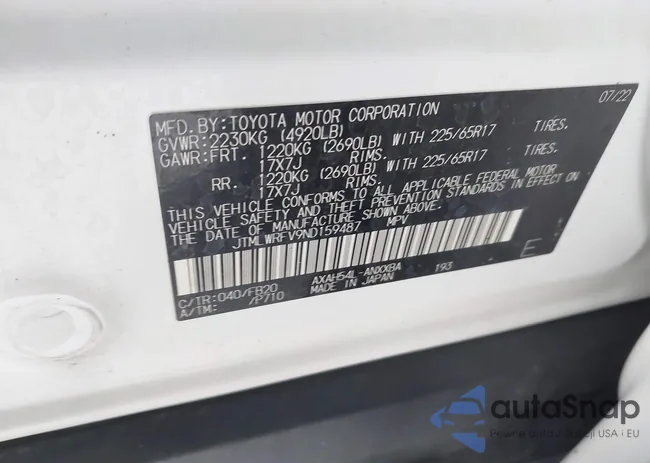 MFD.BY:TOYOTA MOTOR CORPORATION 07/22
GVWR:2230KG (4920LB)
GAWR:FRT. 1220KG (2690LB) WITH 225/65R17 TIRES.
17X7J RIMS.
RR. 1220KG (2690LB) WITH 225/65R17 TIRES.
17X7J RIMS.
THIS VEHICLE CONFORMS TO ALL APPLICABLE FEDERAL MOTOR
VEHICLE SAFETY AND THEFT PREVENTION STANDARDS IN EFFECT ON
THE DATE OF MANUFACTURE SHOWN ABOVE.
JTMLWRFV9ND159487 MPV
E
C/TR:040/FB20 AXAH54L-ANXXBA 193
A/TM: /P710 MADE IN JAPAN
autaSnap
USA i EU